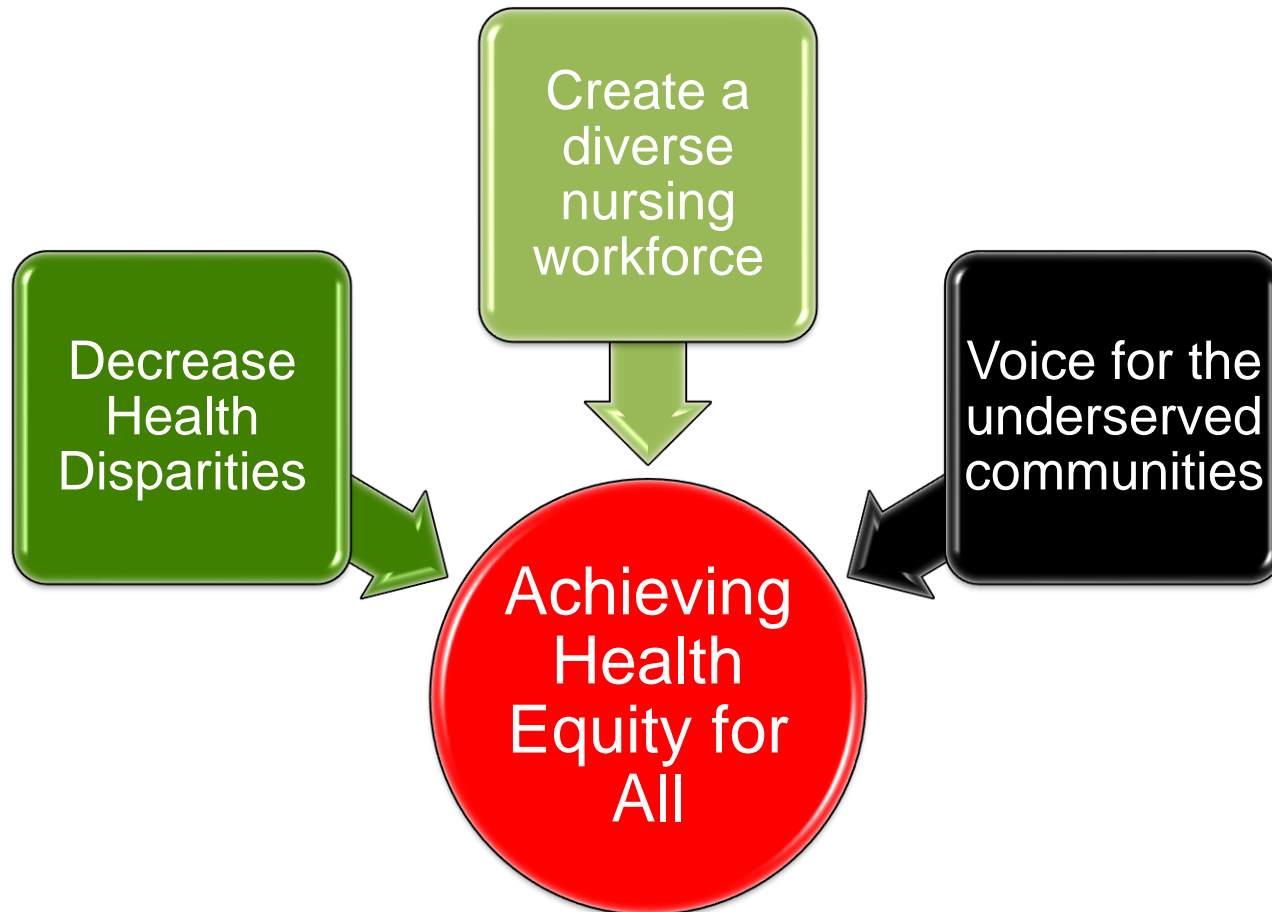 Create a
diverse
nursing
workforce
Decrease
Health
Disparities
Voice for the
underserved
communities
Achieving
Health
Equity for
All